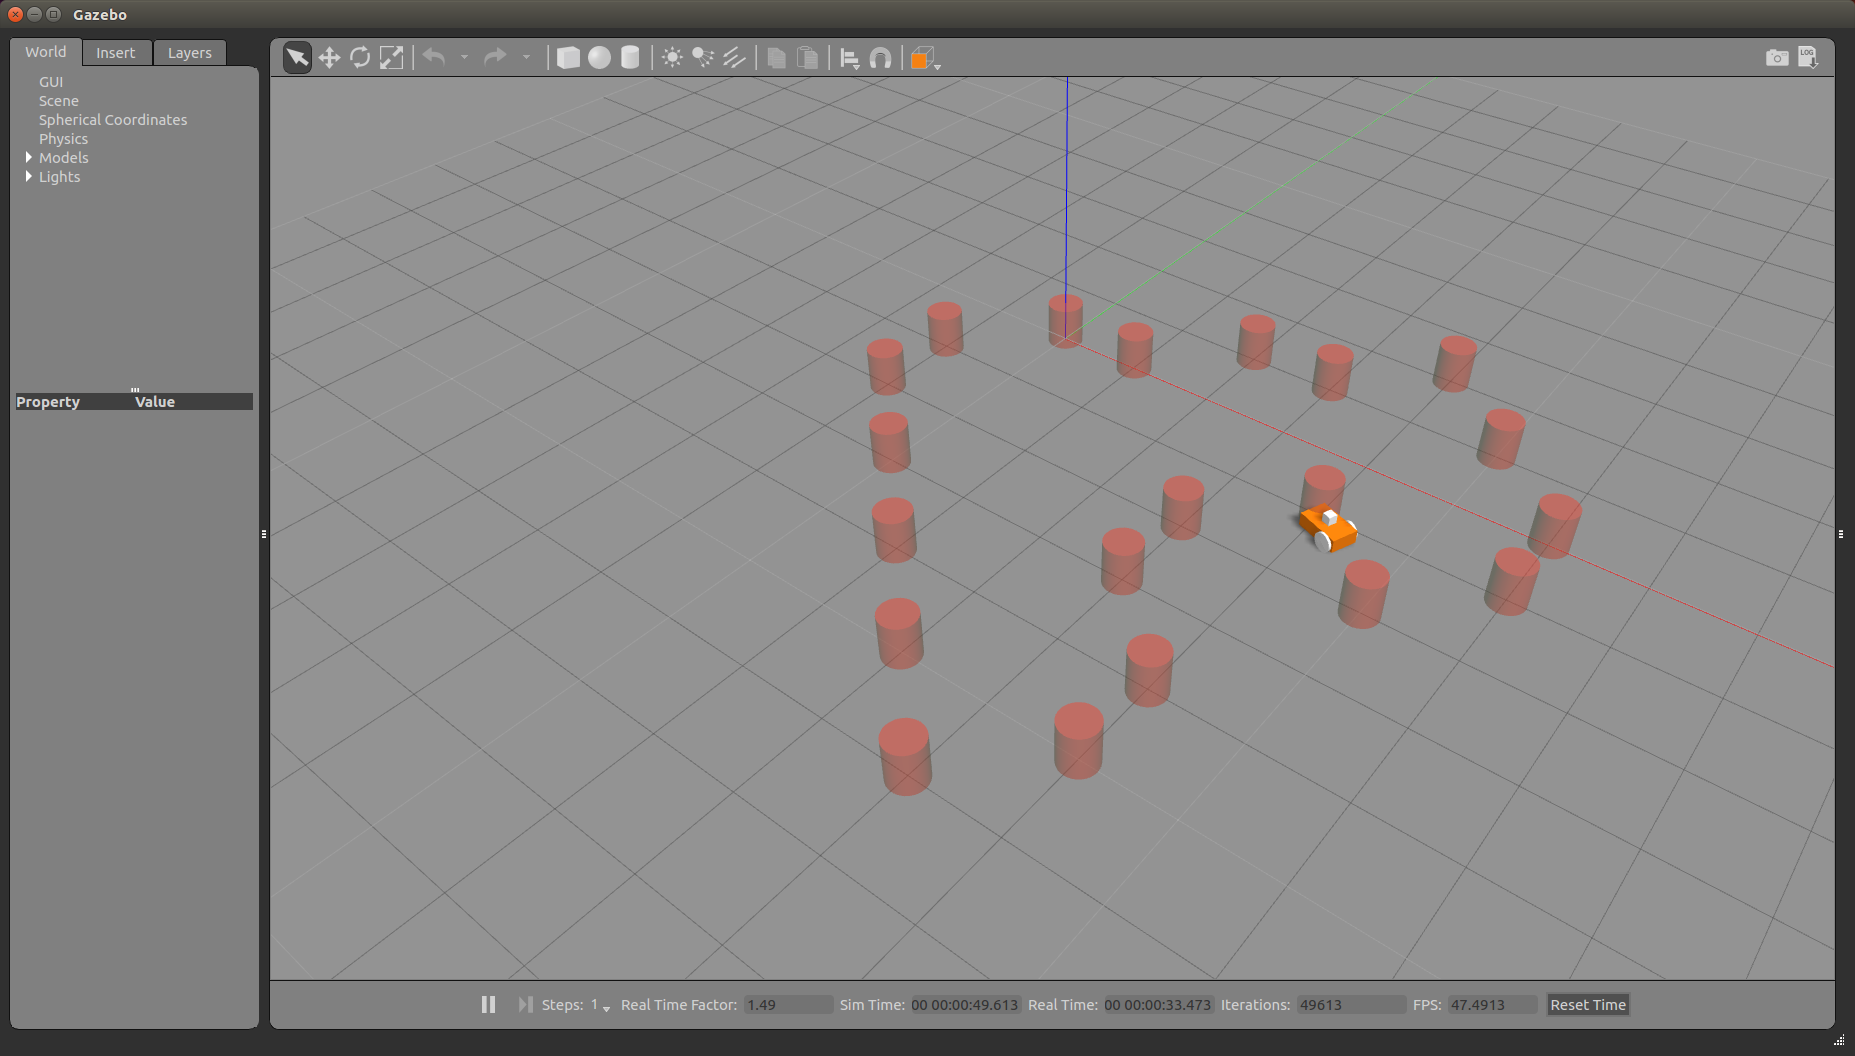 Gazebo
World Insert Layers
GUI
Scene
Spherical Coordinates
Physics
Models
Lights
Property Value
LOG
Steps: 1 Real Time Factor: 1.49 Sim Time: 00 00:00:49.613 Real Time: 00 00:00:33.473 Iterations: 49613 FPS: 47.4913 Reset Time